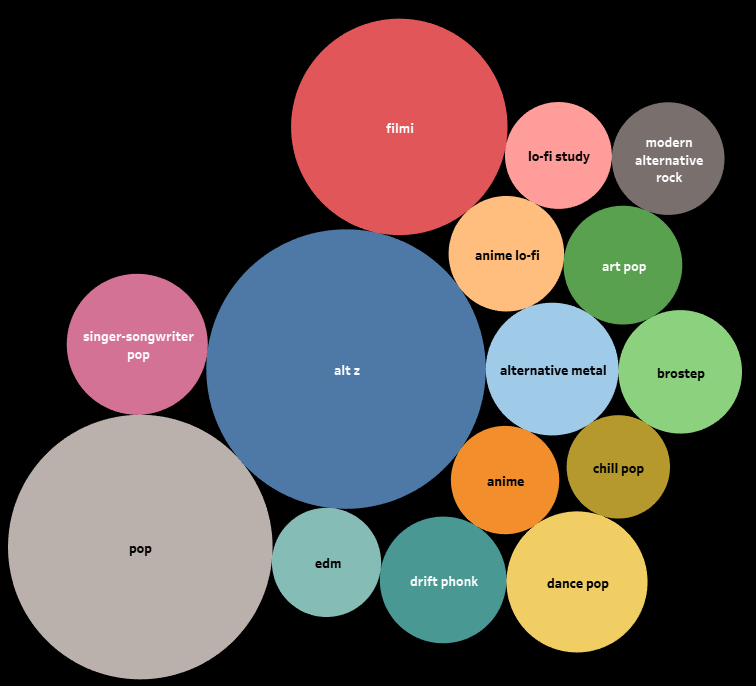 filmi
lo-fi study
modern
alternative
rock
anime lo-fi
art pop
singer-songwriter
pop
alt z
alternative metal
brostep
chill pop
anime
pop
edm
drift phonk
dance pop